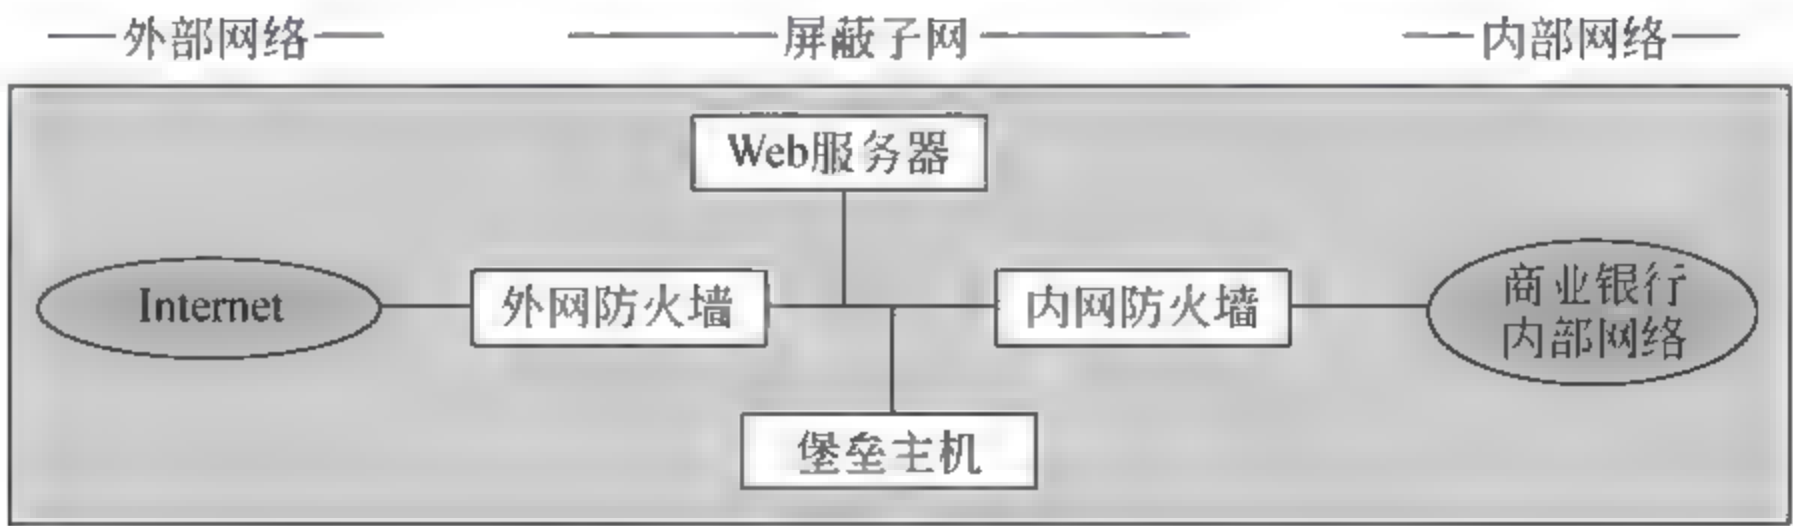 外部网络
屏蔽子网
内部网络
Web服务器
Internet
外网防火墙
内网防火墙
商业银行
内部网络
堡垒主机